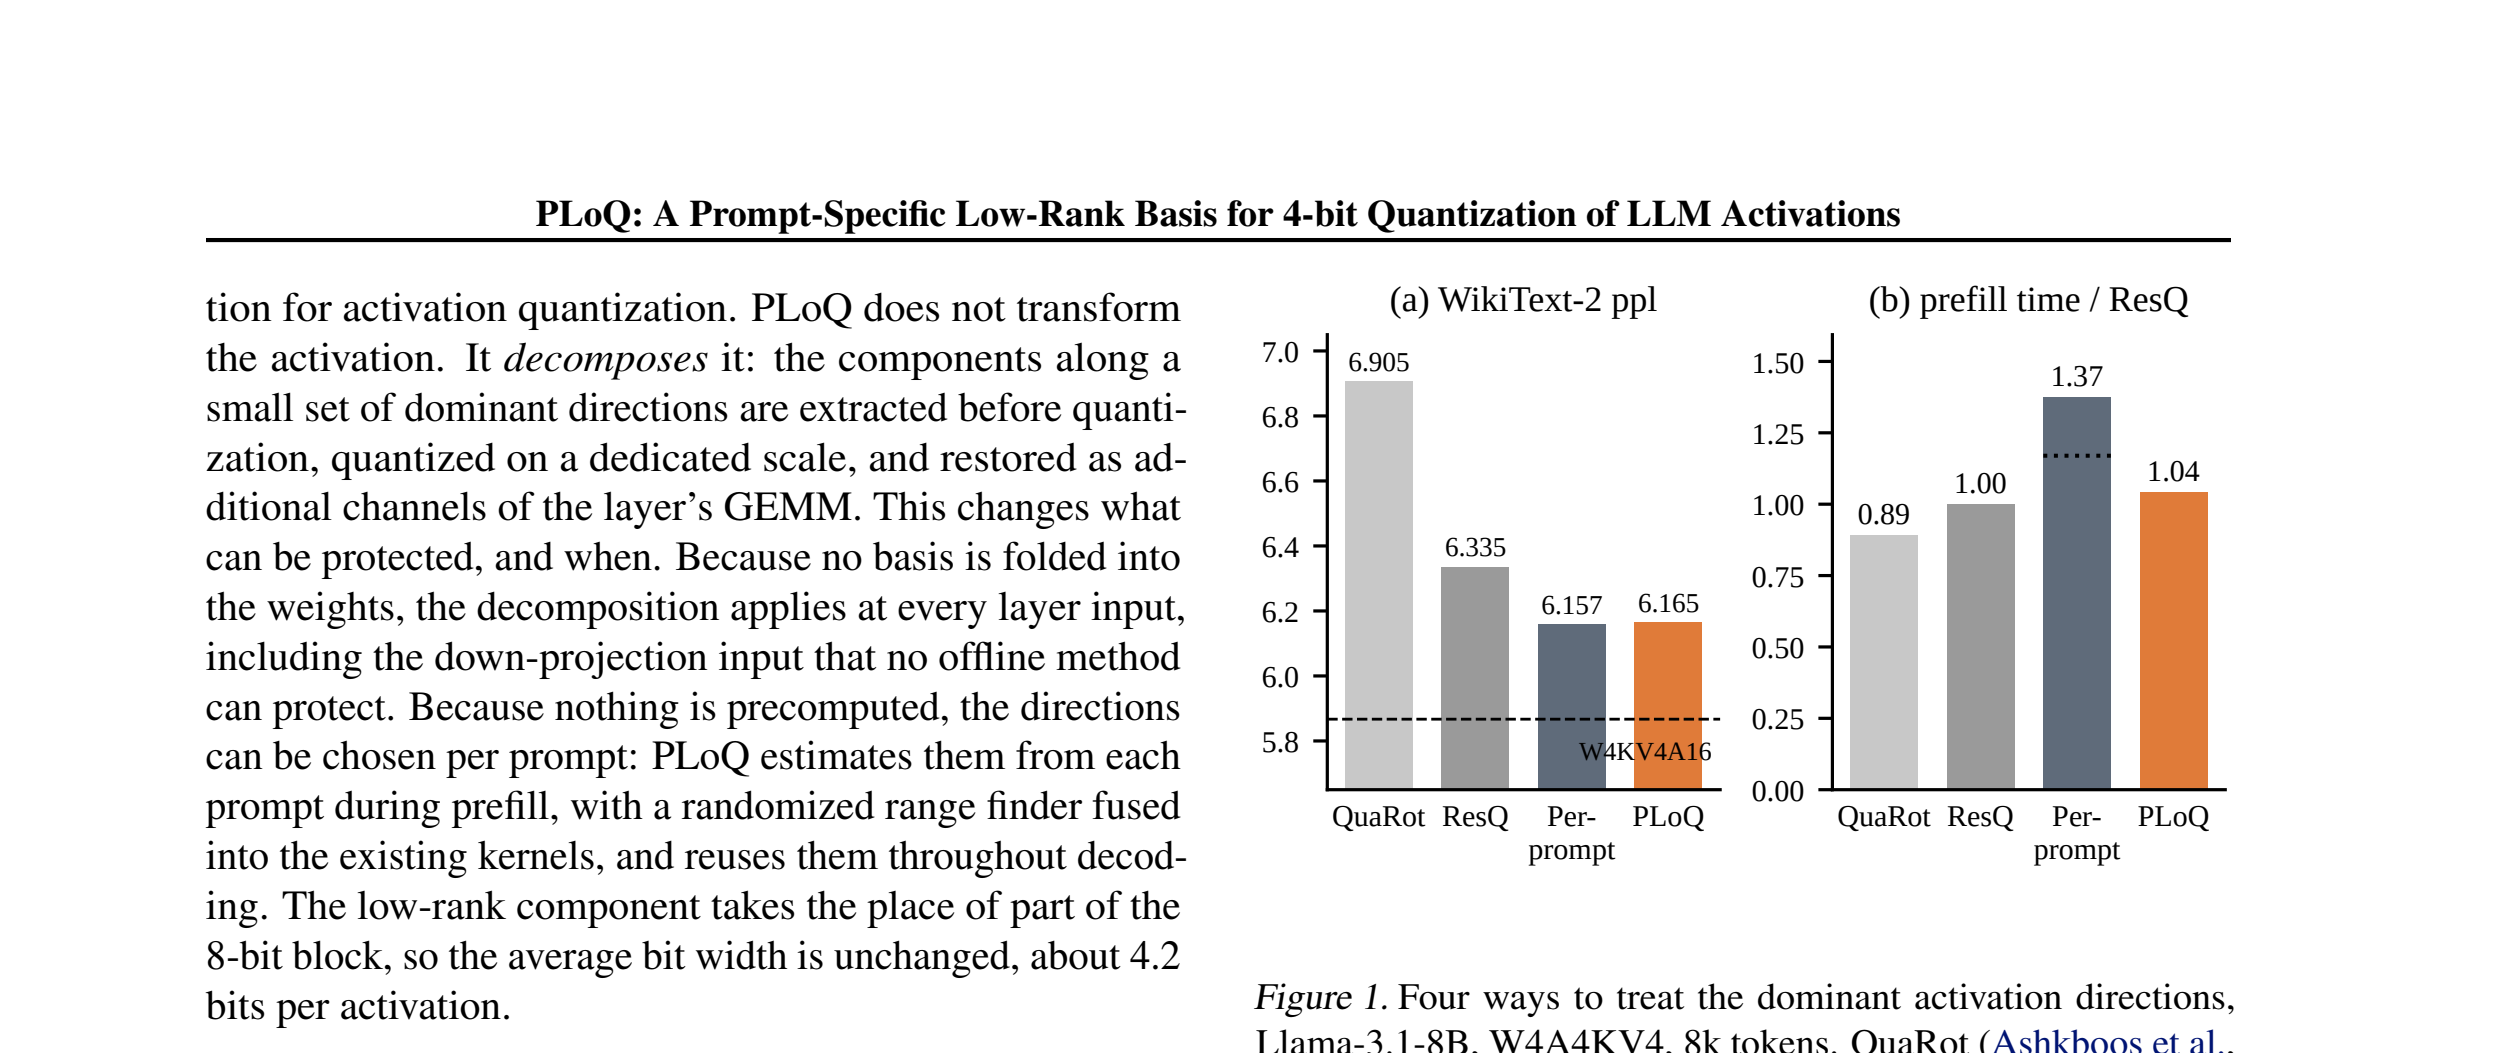 PLoQ: A Prompt-Specific Low-Rank Basis for 4-bit Quantization of LLM Activations
tion for activation quantization. PLoQ does not transform
the activation. It decomposes it: the components along a
small set of dominant directions are extracted before quanti-
zation, quantized on a dedicated scale, and restored as ad-
ditional channels of the layer's GEMM. This changes what
can be protected, and when. Because no basis is folded into
the weights, the decomposition applies at every layer input,
including the down-projection input that no offline method
can protect. Because nothing is precomputed, the directions
can be chosen per prompt: PLoQ estimates them from each
prompt during prefill, with a randomized range finder fused
into the existing kernels, and reuses them throughout decod-
ing. The low-rank component takes the place of part of the
8-bit block, so the average bit width is unchanged, about 4.2
bits per activation.
(a) WikiText-2 ppl
7.0
6.8
6.6
6.4
6.2
6.0
5.8
6.905
6.335
6.157
6.165
W4KV4A16
QuaRot ResQ Per- PLoQ
prompt
(b) prefill time / ResQ
1.50
1.25
1.00
0.75
0.50
0.25
0.00
0.89
1.00
1.37
1.04
QuaRot ResQ Per- PLoQ
prompt
Figure 1. Four ways to treat the dominant activation directions,
Llama-3.1-8B, W4A4KV4, 8k tokens. QuaRot (Ashkboos et al.,